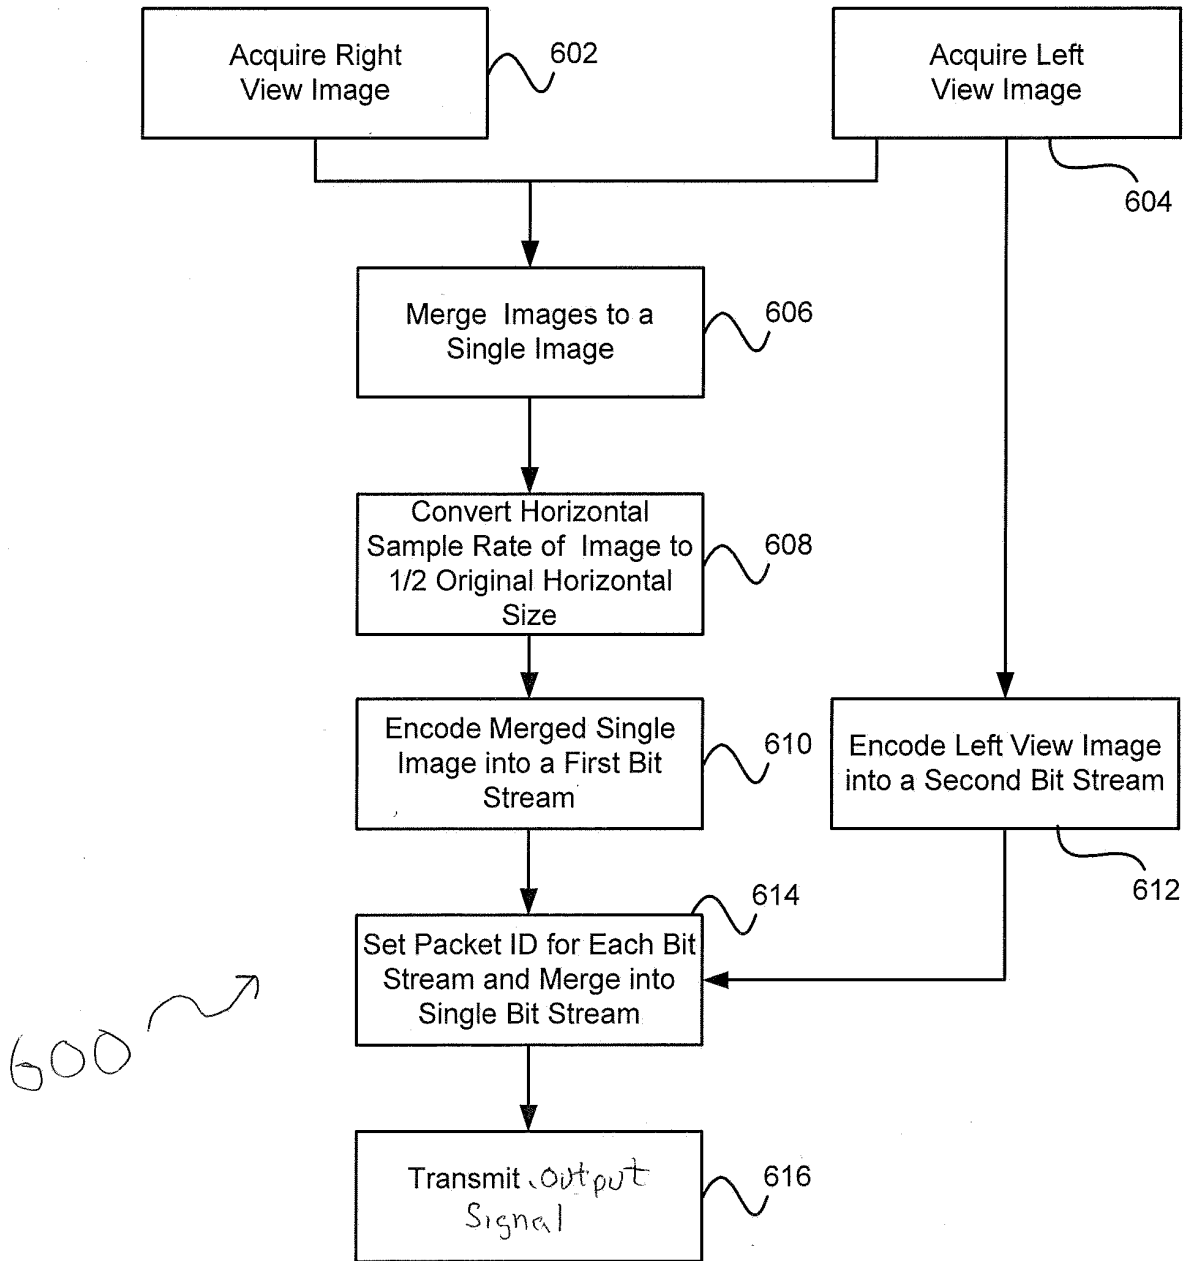 Acquire Right
View Image
602
Acquire Left
View Image
604
Merge Images to a
Single Image
606
Convert Horizontal
Sample Rate of Image to
1/2 Original Horizontal
Size
608
Encode Merged Single
Image into a First Bit
Stream
610
Encode Left View Image
into a Second Bit Stream
612
614
Set Packet ID for Each Bit
Stream and Merge into
Single Bit Stream
600
Transmit output
Signal
616